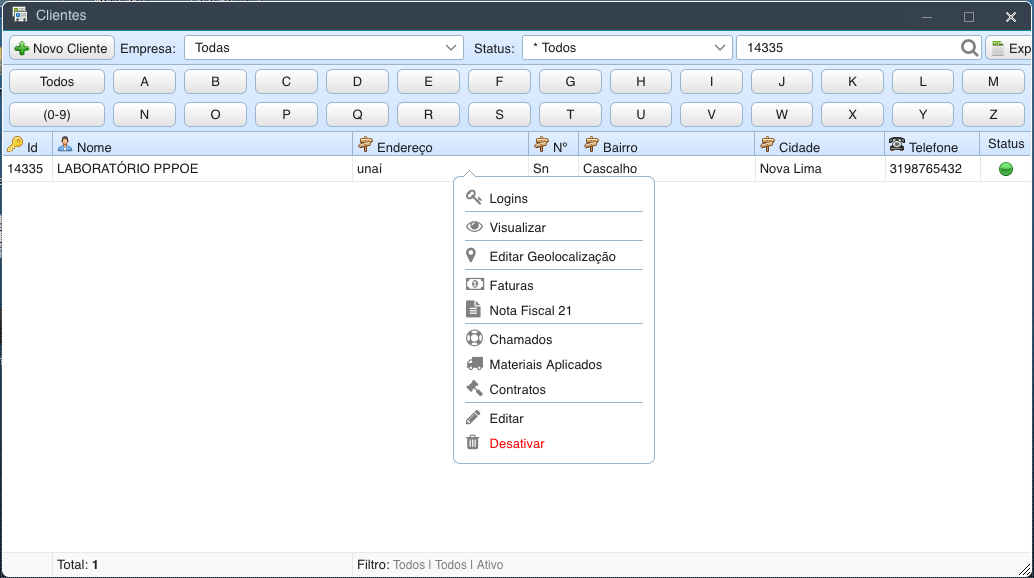 Clientes
Novo Cliente Empresa: Todas Status: * Todos 14335 Exp
Todos A B C D E F G H I J K L M
(0-9) N O P Q R S T U V W X Y Z
Id Nome Endereço Nº Bairro Cidade Telefone Status
14335 LABORATÓRIO PPPOE unaí Sn Cascalho Nova Lima 3198765432
Logins
Visualizar
Editar Geolocalização
Faturas
Nota Fiscal 21
Chamados
Materiais Aplicados
Contratos
Editar
Desativar
Total: 1 Filtro: Todos | Todos | Ativo